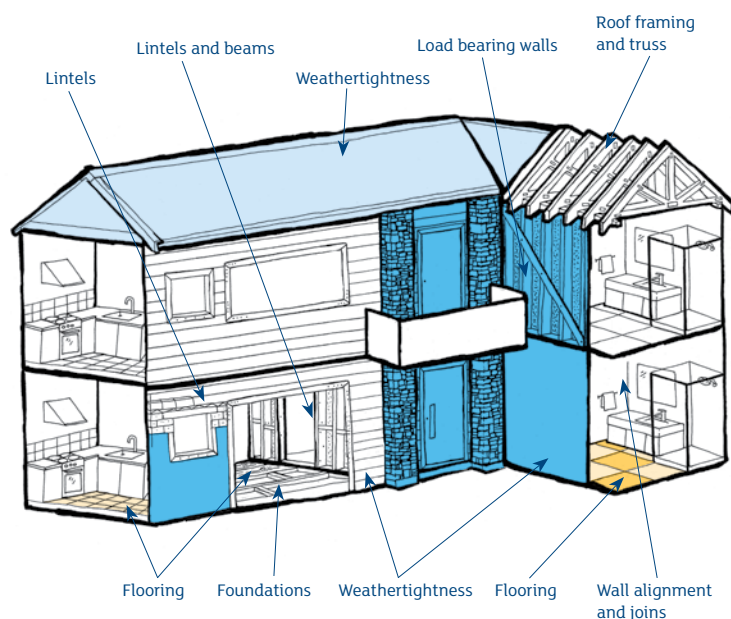 Roof framing
and truss
Lintels and beams
Load bearing walls
Lintels
Weathertightness
Flooring
Foundations
Weathertightness
Flooring
Wall alignment
and joins